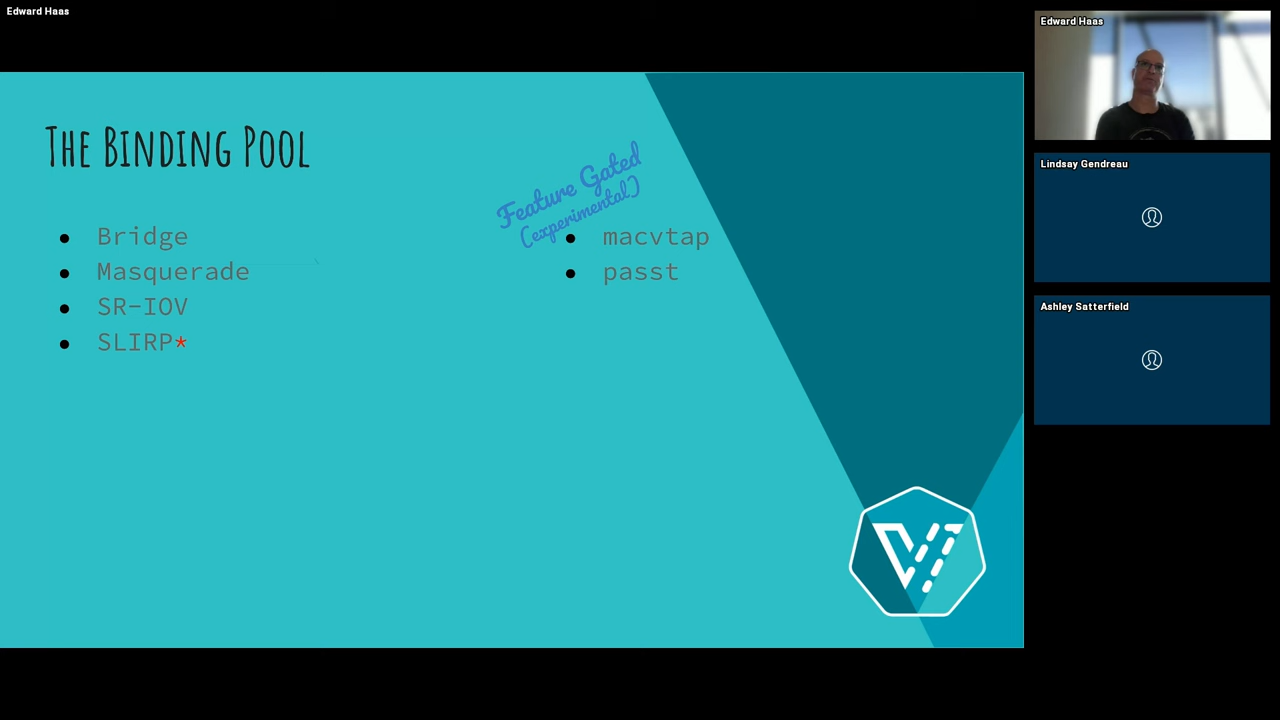 Edward Haas
The Binding Pool
Feature Gated
(experimental)
Bridge
Masquerade
SR-IOV
SLIRP*
macvtap
passt
Edward Haas
Lindsay Gendreau
Ashley Satterfield